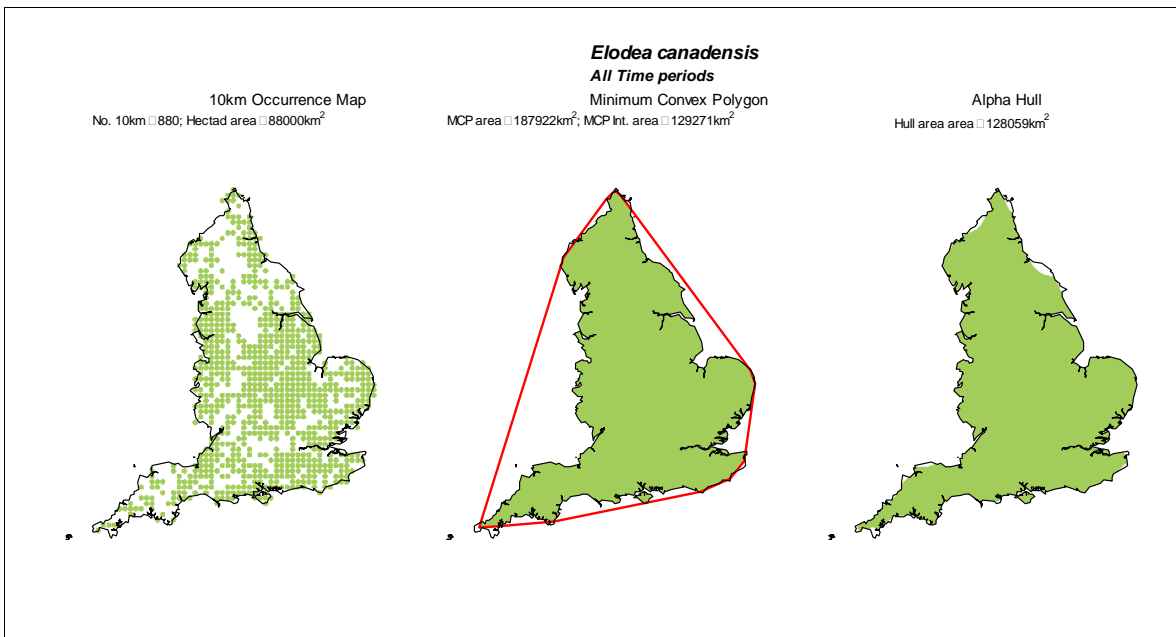 Elodea canadensis
All Time periods
10km Occurrence Map
No. 10km □ 880; Hectad area □ 88000km²
Minimum Convex Polygon
MCP area □ 187922km²; MCP Int. area □ 129271km²
Alpha Hull
Hull area area □ 128059km²